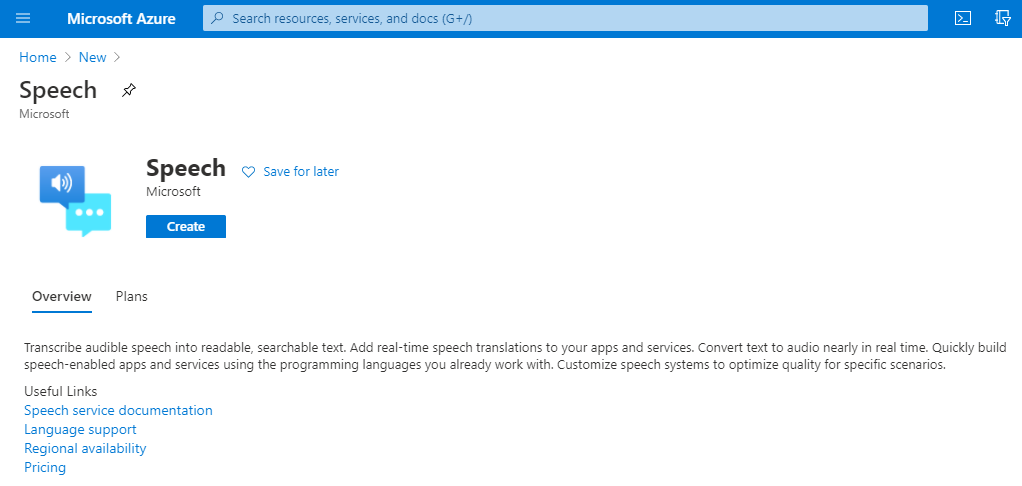 Microsoft Azure
Search resources, services, and docs (G+/)
Home > New >
Speech
Microsoft
Speech
Save for later
Microsoft
Create
Overview Plans
Transcribe audible speech into readable, searchable text. Add real-time speech translations to your apps and services. Convert text to audio nearly in real time. Quickly build
speech-enabled apps and services using the programming languages you already work with. Customize speech systems to optimize quality for specific scenarios.
Useful Links
Speech service documentation
Language support
Regional availability
Pricing